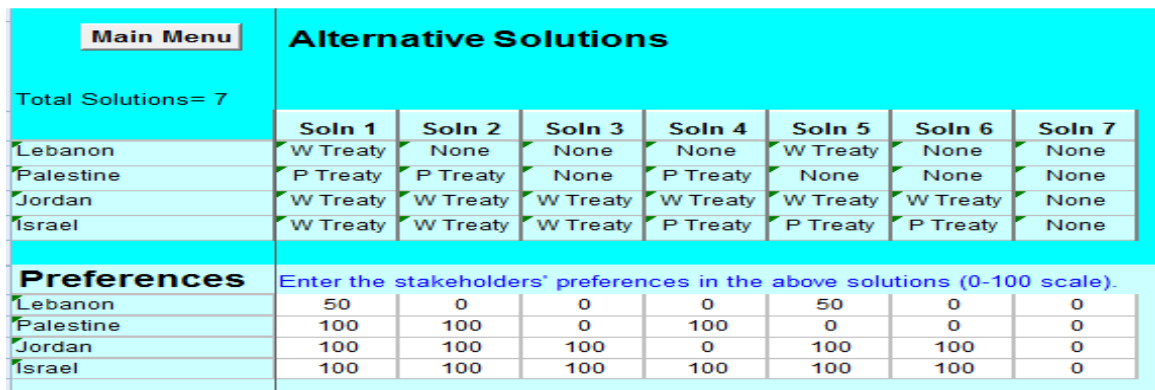 Main Menu Alternative Solutions
Total Solutions= 7
Soln 1 Soln 2 Soln 3 Soln 4 Soln 5 Soln 6 Soln 7
Lebanon W Treaty None None None W Treaty None None
Palestine P Treaty P Treaty None P Treaty None None None
Jordan W Treaty W Treaty W Treaty W Treaty W Treaty W Treaty None
Israel W Treaty W Treaty W Treaty P Treaty P Treaty P Treaty None
Preferences Enter the stakeholders' preferences in the above solutions (0-100 scale).
Lebanon 50 0 0 0 50 0 0
Palestine 100 100 0 100 0 0 0
Jordan 100 100 100 0 100 100 0
Israel 100 100 100 100 100 100 0